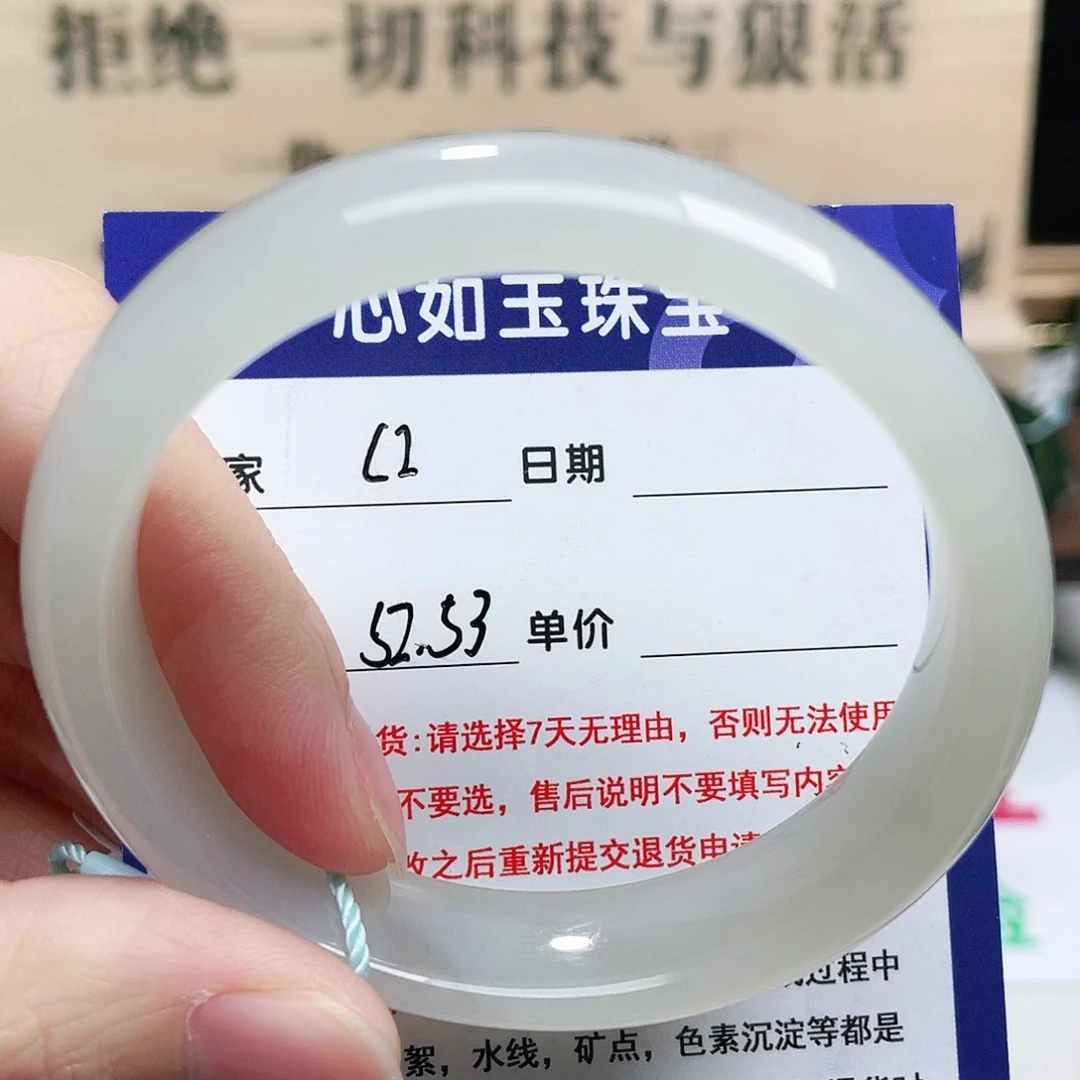 拒绝一切科技与狠活
心如玉珠宝
家 C2 日期
52.53 单价
货:请选择7天无理由，否则无法使用
不要选，售后说明不要填写内容
收之后重新提交退货申请
过程中
絮，水线，矿点，色素沉淀等都是